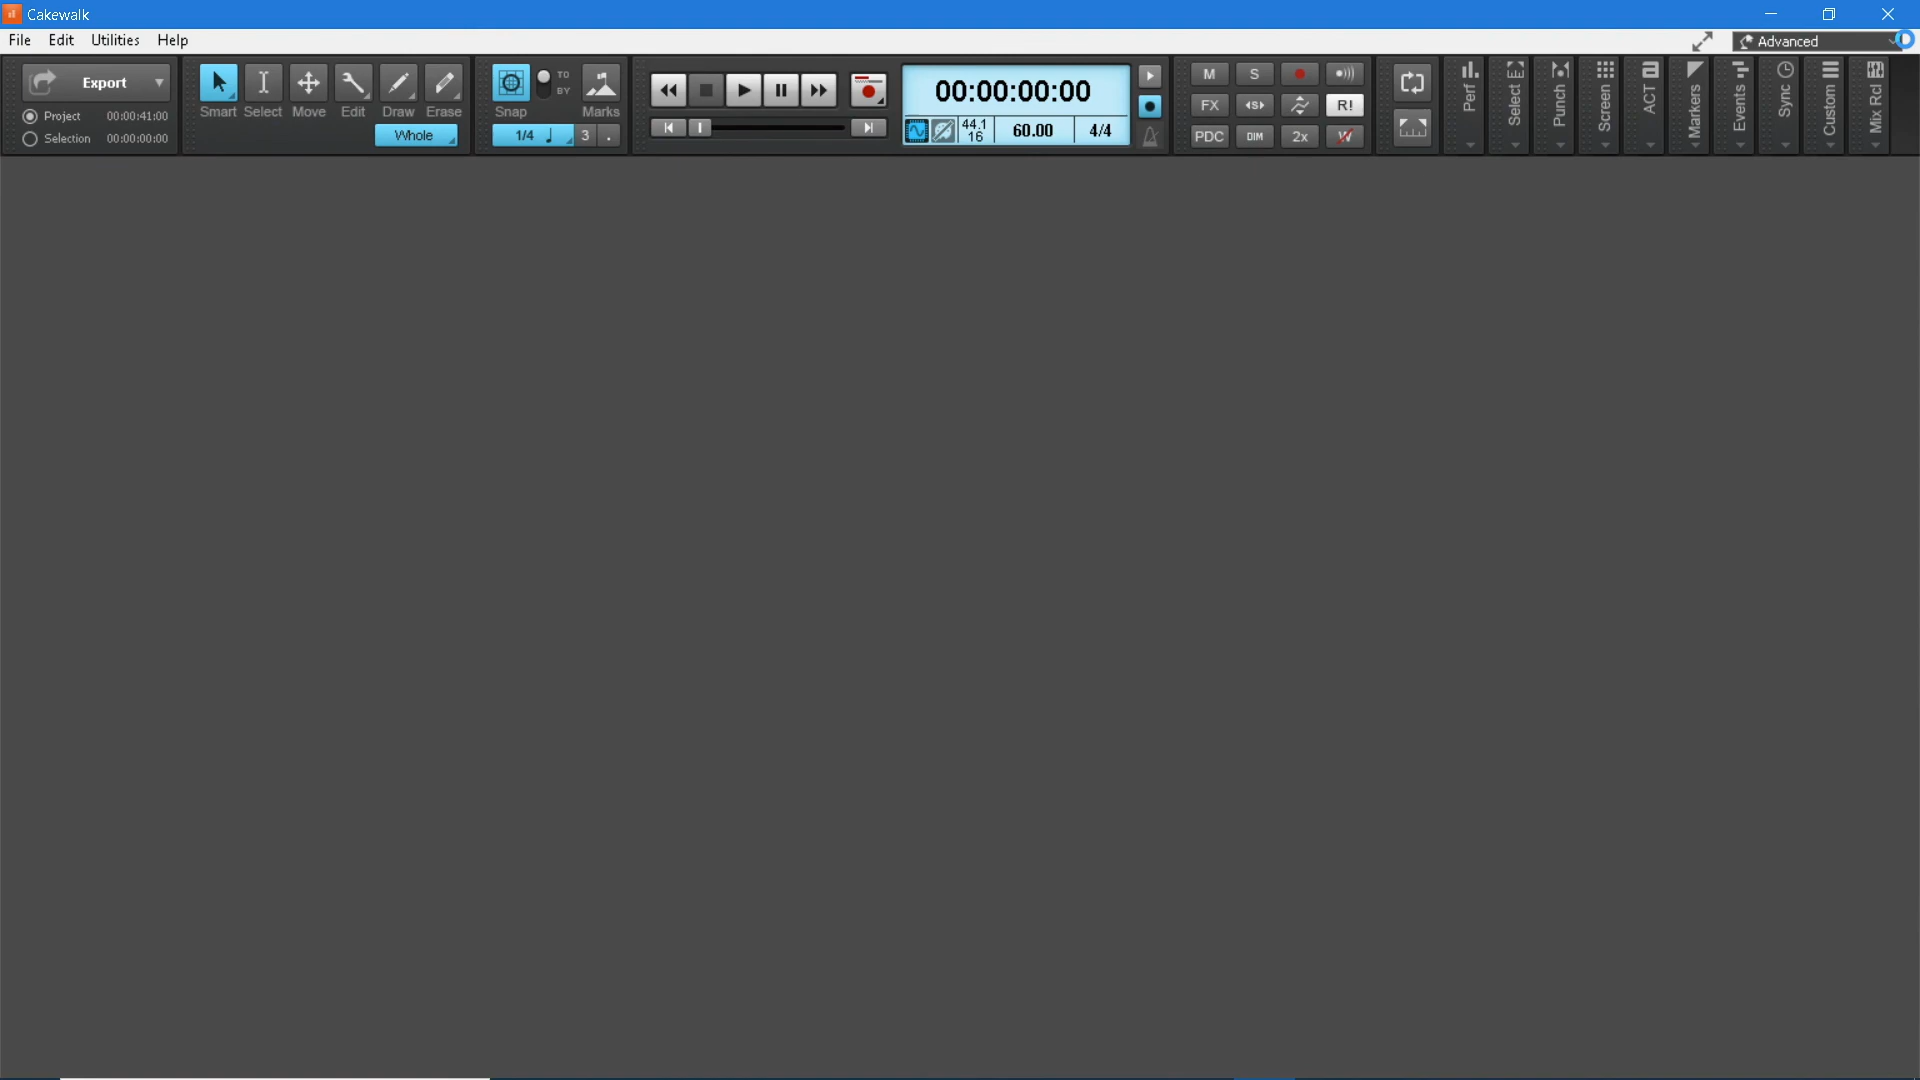 Cakewalk
File Edit Utilities Help
Advanced
Export
Project 00:00:41:00
Selection 00:00:00:00
Smart Select Move Edit Draw Erase
Whole
Snap
TO
BY
Marks
1/4 3 .
00:00:00:00
44.1
16
60.00
4/4
M S
FX S R!
PDC DIM 2x W
Perf
Select
Punch
Screen
ACT
Markers
Events
Sync
Custom
Mix Rcl